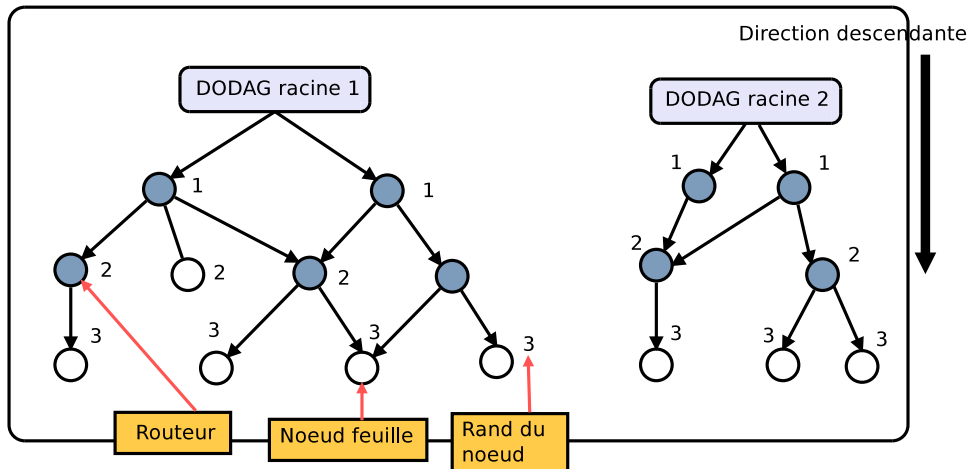 Direction descendante
DODAG racine 1
DODAG racine 2
1
1
1
1
2
2
2
2
2
3
3
3
3
3
3
3
Routeur
Noeud feuille
Rand du
noeud